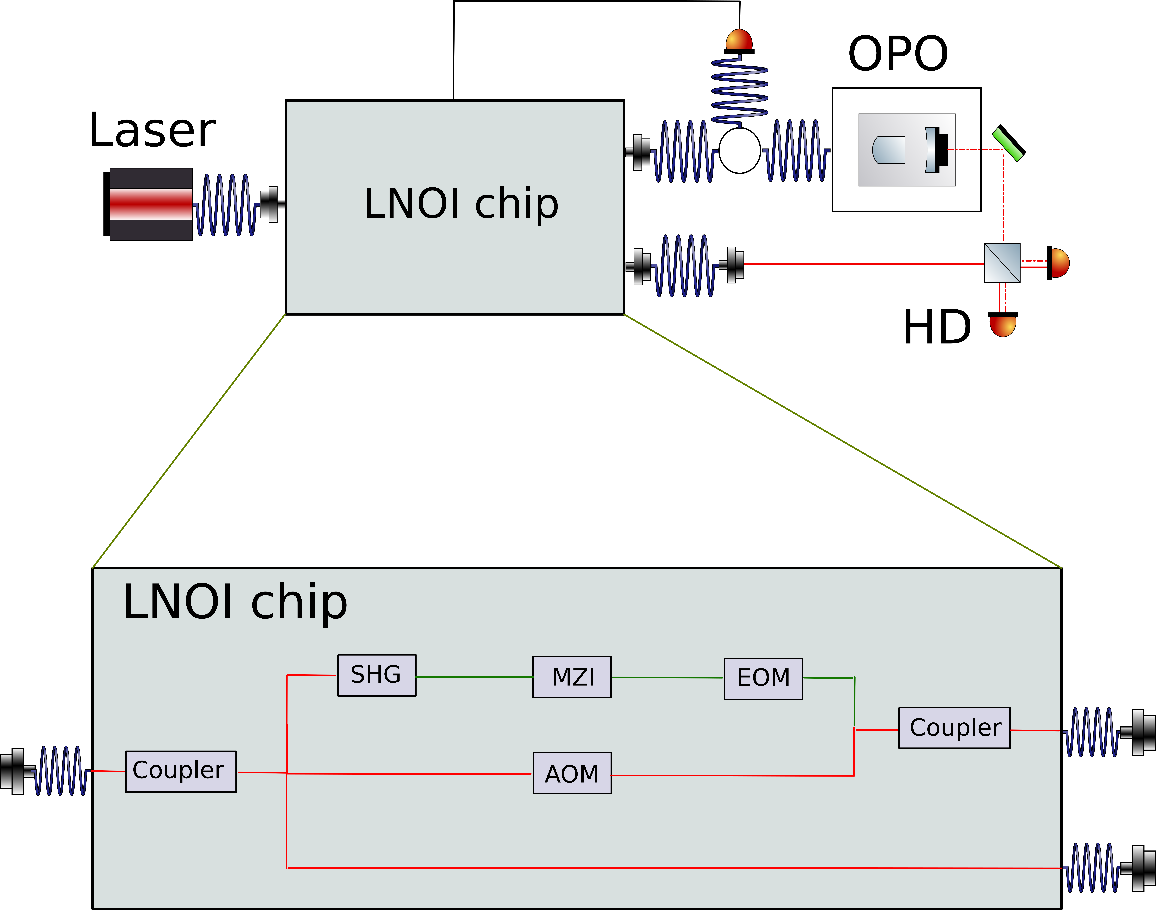 OPO
Laser
LNOI chip
HD
LNOI chip
SHG
MZI
EOM
Coupler
Coupler
AOM